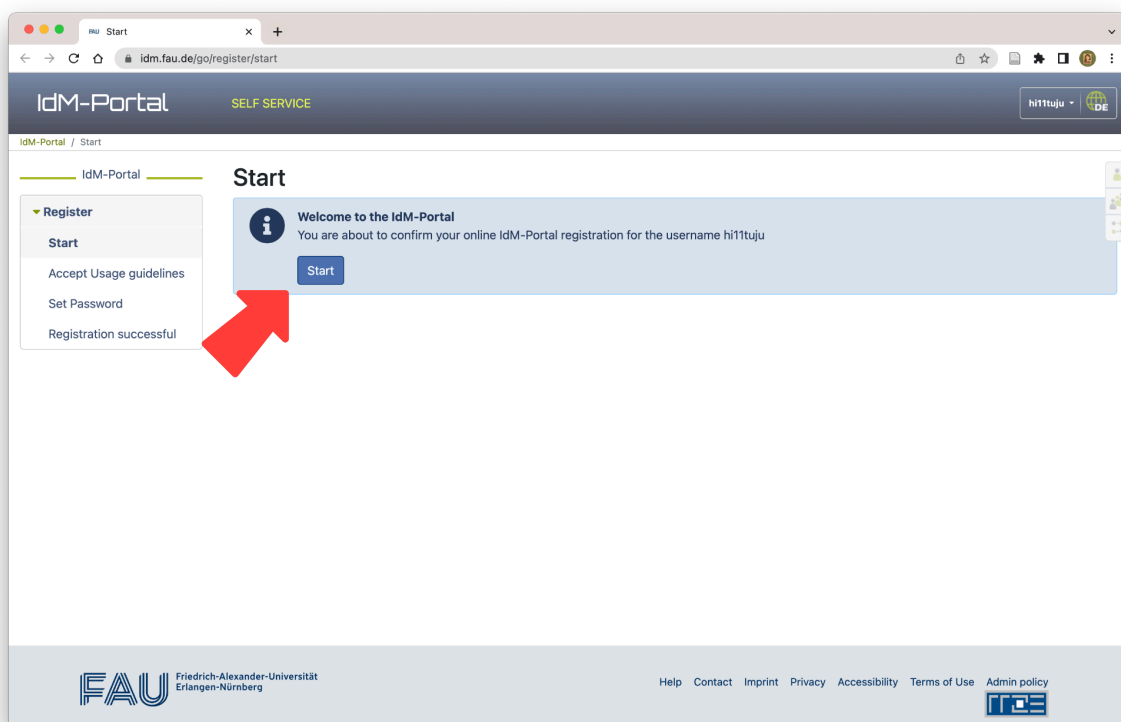 FAU Start
idm.fau.de/go/register/start
IdM-Portal
SELF SERVICE
hi11tuju
DE
IdM-Portal / Start
IdM-Portal
Register
Start
Accept Usage guidelines
Set Password
Registration successful
Start
Welcome to the IdM-Portal
You are about to confirm your online IdM-Portal registration for the username hi11tuju
Start
FAU
Friedrich-Alexander-Universität
Erlangen-Nürnberg
Help Contact Imprint Privacy Accessibility Terms of Use Admin policy
rrze